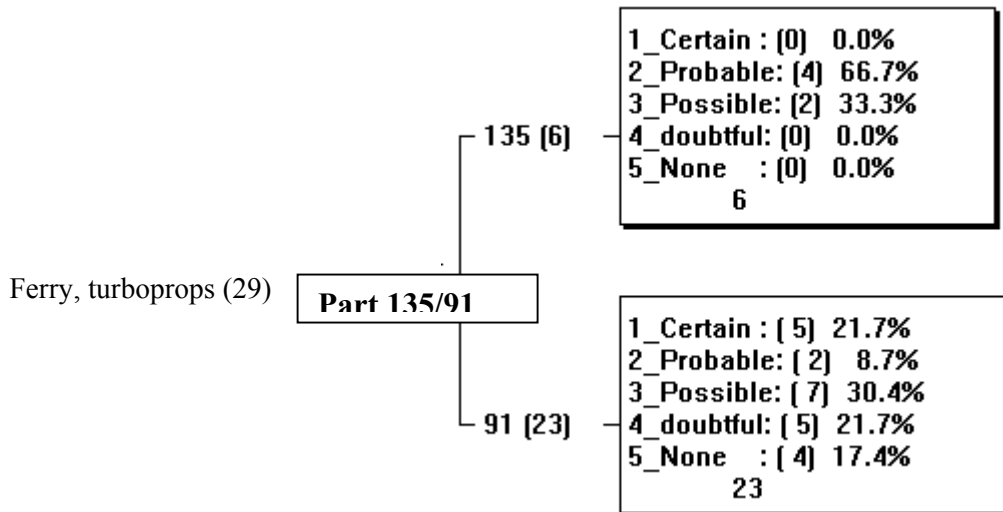 1_Certain : (0) 0.0%
2_Probable: (4) 66.7%
3_Possible: (2) 33.3%
4_doubtful: (0) 0.0%
5_None : (0) 0.0%
6
135 (6)
Ferry, turboprops (29)
Part 135/91
1_Certain : ( 5) 21.7%
2_Probable: ( 2) 8.7%
3_Possible: ( 7) 30.4%
4_doubtful: ( 5) 21.7%
5_None : ( 4) 17.4%
23
91 (23)